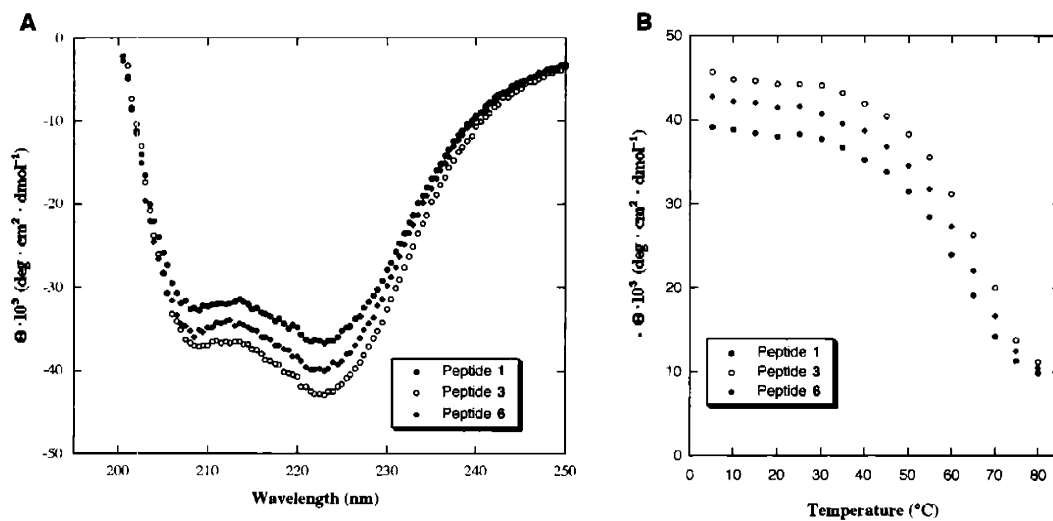 A
0
-10
-20
-30
-40
-50
Θ·10³ (deg · cm² · dmol⁻¹)
Peptide 1
Peptide 3
Peptide 6
200 210 220 230 240 250
Wavelength (nm)
B
50
40
30
20
10
0
· Θ·10³ (deg · cm² · dmol⁻¹)
Peptide 1
Peptide 3
Peptide 6
0 10 20 30 40 50 60 70 80
Temperature (°C)